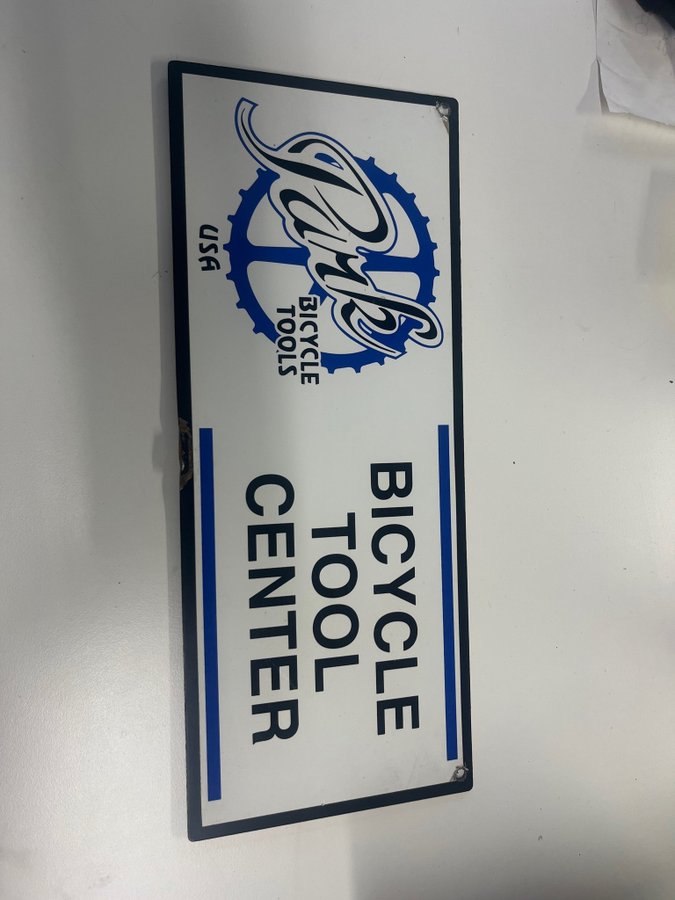 Park
BICYCLE
TOOLS
USA
BICYCLE
TOOL
CENTER